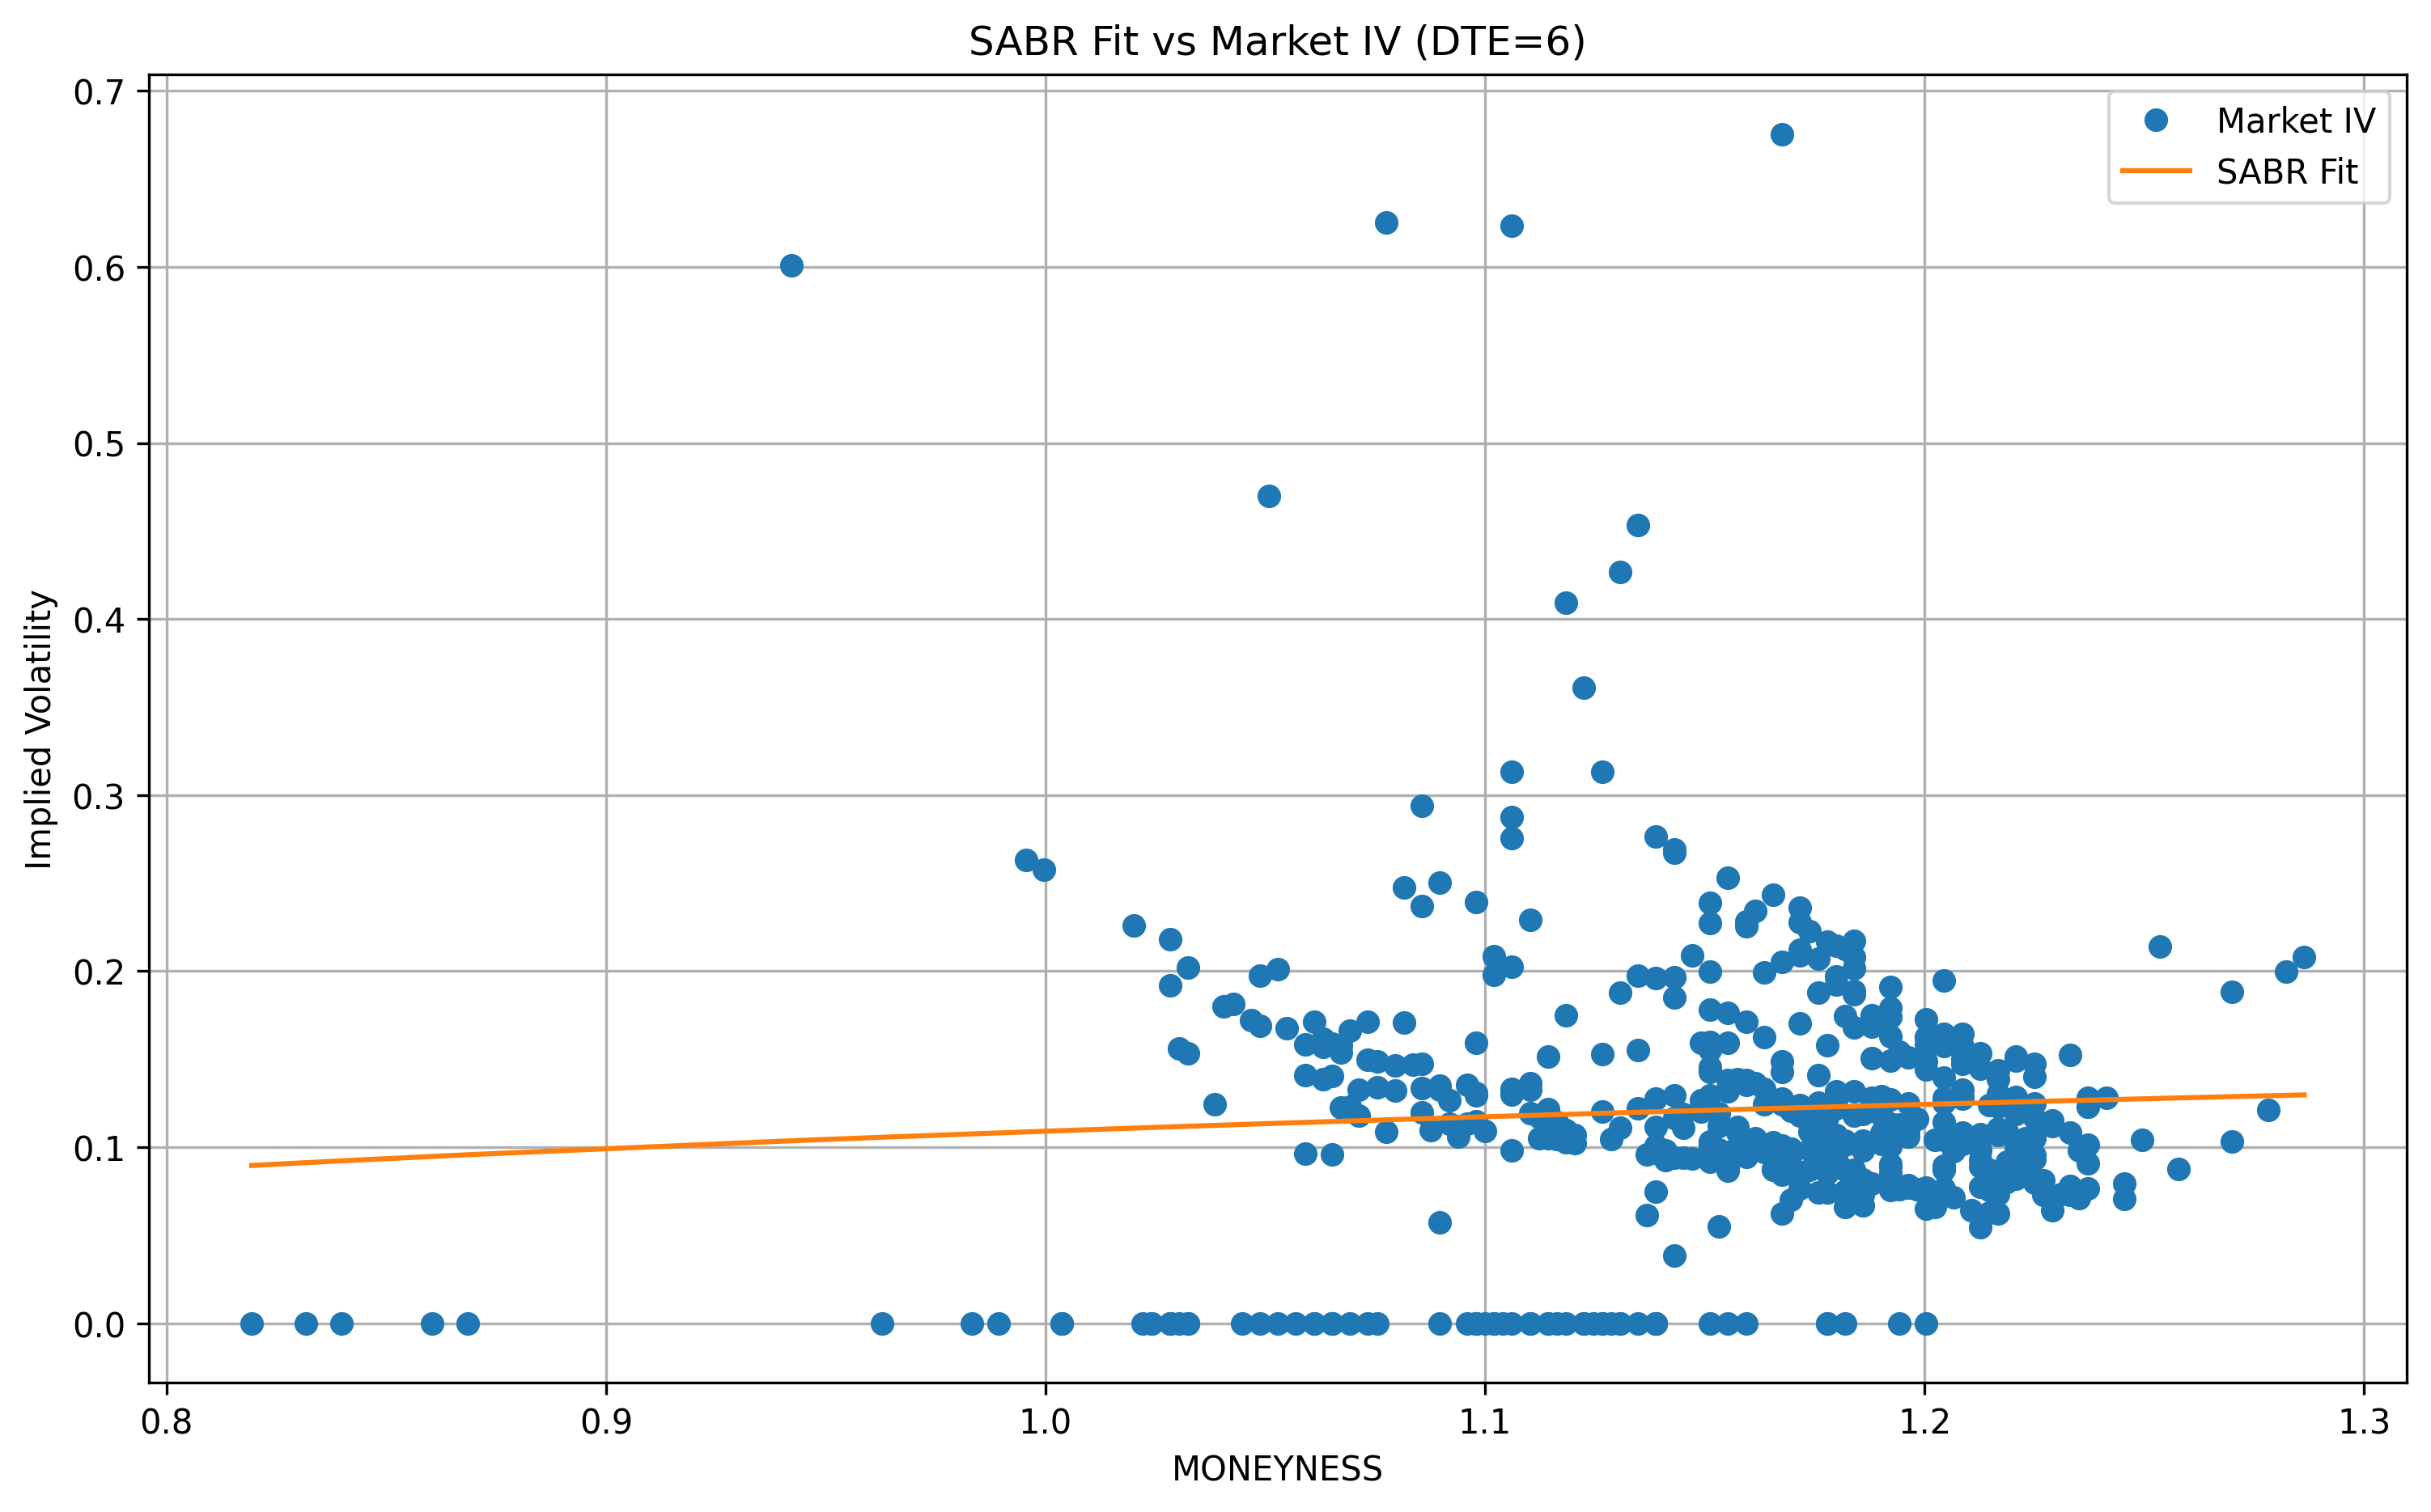 SABR Fit vs Market IV (DTE=6)
Market IV
SABR Fit
Implied Volatility
0.7
0.6
0.5
0.4
0.3
0.2
0.1
0.0
0.8 0.9 1.0 1.1 1.2 1.3
MONEYNESS